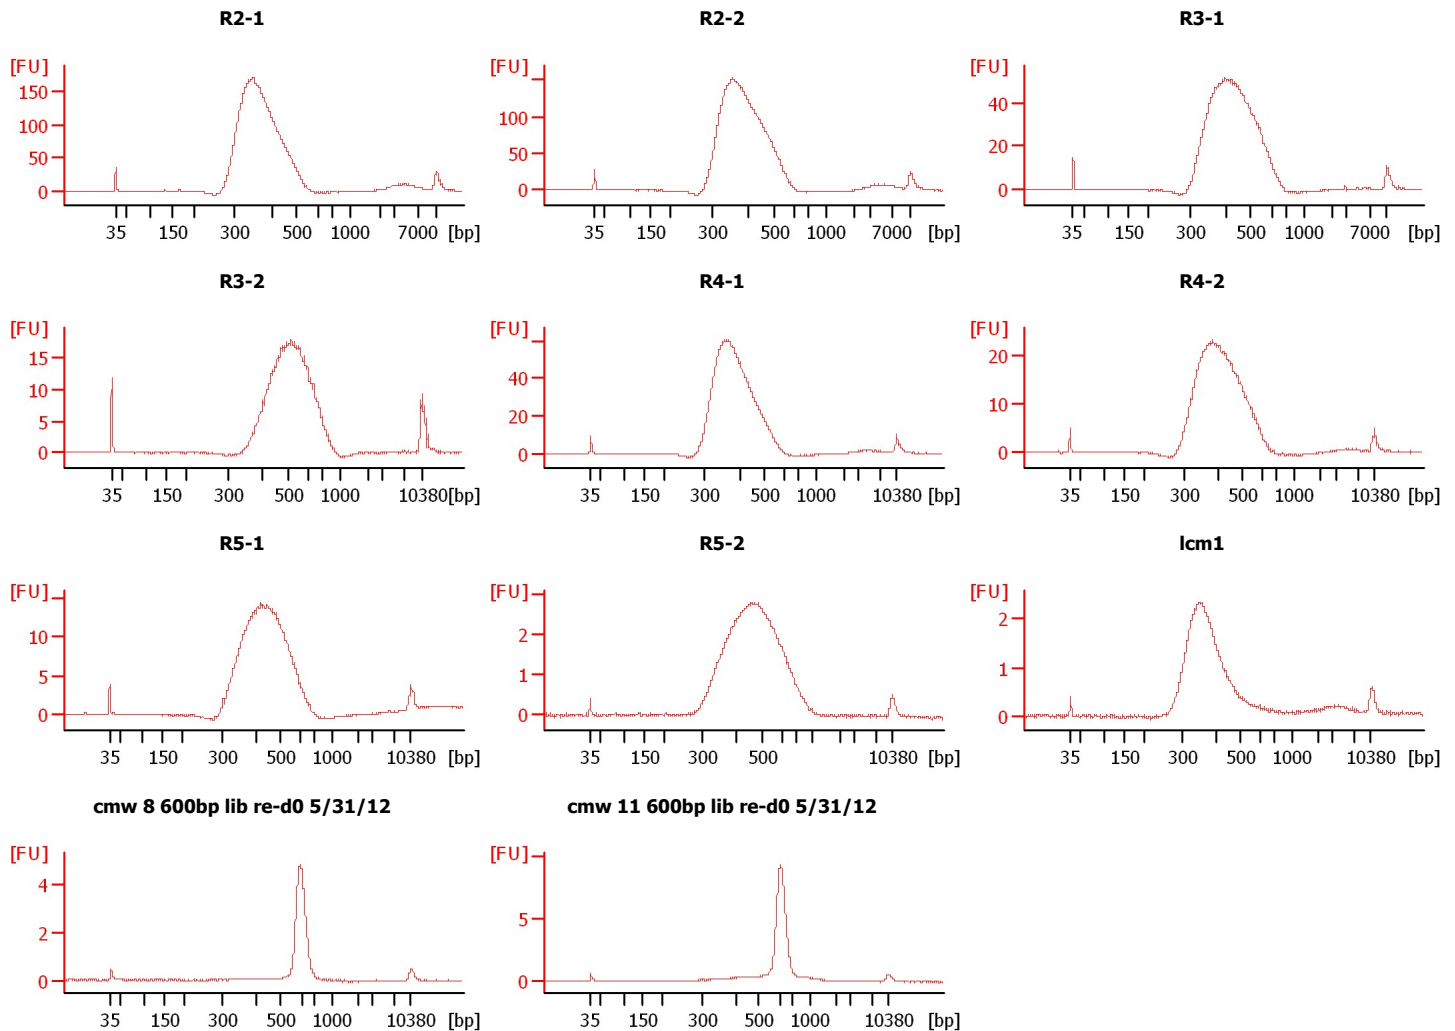 R2-1 R2-2 R3-1
[FU] [FU] [FU]
150 100 50 0
100 50 0
40 20 0
35 150 300 500 1000 7000 [bp] 35 150 300 500 1000 7000 [bp] 35 150 300 500 1000 7000 [bp]
R3-2 R4-1 R4-2
[FU] [FU] [FU]
15 10 5 0
40 20 0
20 10 0
35 150 300 500 1000 10380 [bp] 35 150 300 500 1000 10380 [bp] 35 150 300 500 1000 10380 [bp]
R5-1 R5-2 lcm1
[FU] [FU] [FU]
10 5 0
3 2 1 0
2 1 0
35 150 300 500 1000 10380 [bp] 35 150 300 500 10380 [bp] 35 150 300 500 1000 10380 [bp]
cmw 8 600bp lib re-d0 5/31/12 cmw 11 600bp lib re-d0 5/31/12
[FU] [FU]
4 2 0
5 0
35 150 300 500 1000 10380 [bp] 35 150 300 500 1000 10380 [bp]